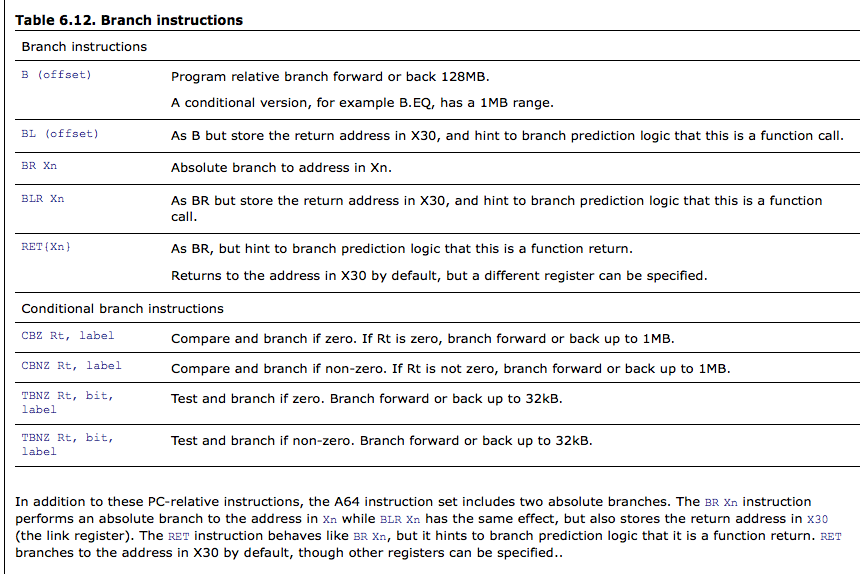 Table 6.12. Branch instructions
Branch instructions
B (offset)
Program relative branch forward or back 128MB.
A conditional version, for example B.EQ, has a 1MB range.
BL (offset)
As B but store the return address in X30, and hint to branch prediction logic that this is a function call.
BR Xn
Absolute branch to address in Xn.
BLR Xn
As BR but store the return address in X30, and hint to branch prediction logic that this is a function
call.
RET{Xn}
As BR, but hint to branch prediction logic that this is a function return.
Returns to the address in X30 by default, but a different register can be specified.
Conditional branch instructions
CBZ Rt, label
Compare and branch if zero. If Rt is zero, branch forward or back up to 1MB.
CBNZ Rt, label
Compare and branch if non-zero. If Rt is not zero, branch forward or back up to 1MB.
TBNZ Rt, bit,
label
Test and branch if zero. Branch forward or back up to 32kB.
TBNZ Rt, bit,
label
Test and branch if non-zero. Branch forward or back up to 32kB.
In addition to these PC-relative instructions, the A64 instruction set includes two absolute branches. The BR Xn instruction
performs an absolute branch to the address in Xn while BLR Xn has the same effect, but also stores the return address in X30
(the link register). The RET instruction behaves like BR Xn, but it hints to branch prediction logic that it is a function return. RET
branches to the address in X30 by default, though other registers can be specified..